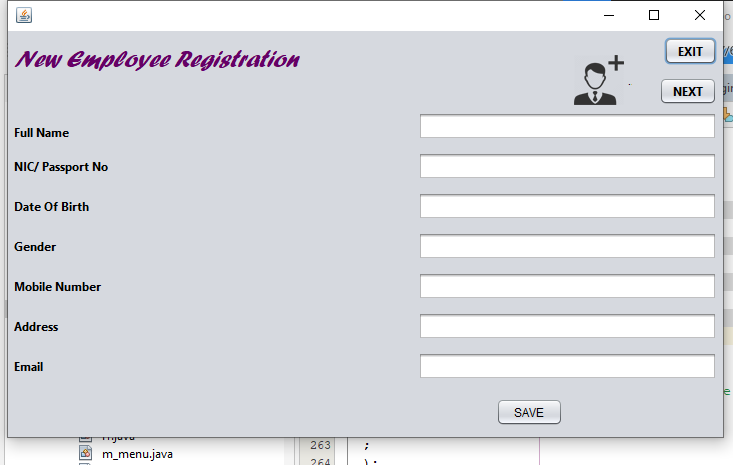 New Employee Registration
EXIT
NEXT
Full Name
NIC/ Passport No
Date Of Birth
Gender
Mobile Number
Address
Email
SAVE
m_menu.java
263
;
264
);